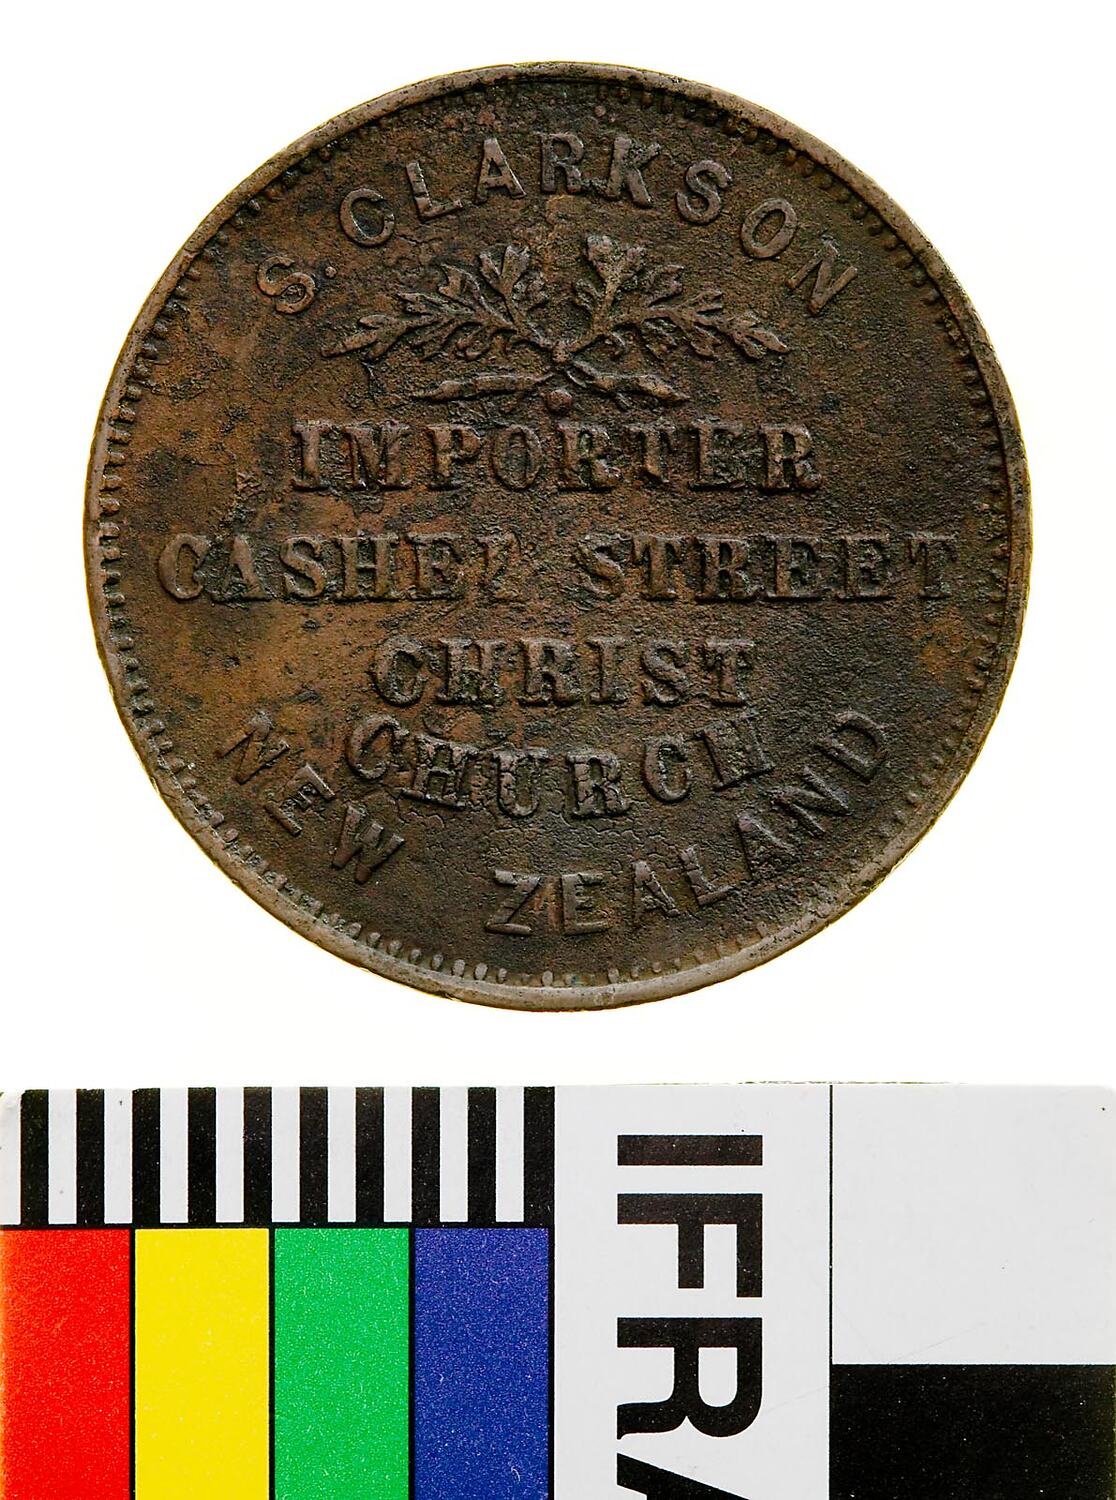 S. CLARKSON
IMPORTER
CASHEL STREET
CHRIST
CHURCH
NEW ZEALAND
IFRA